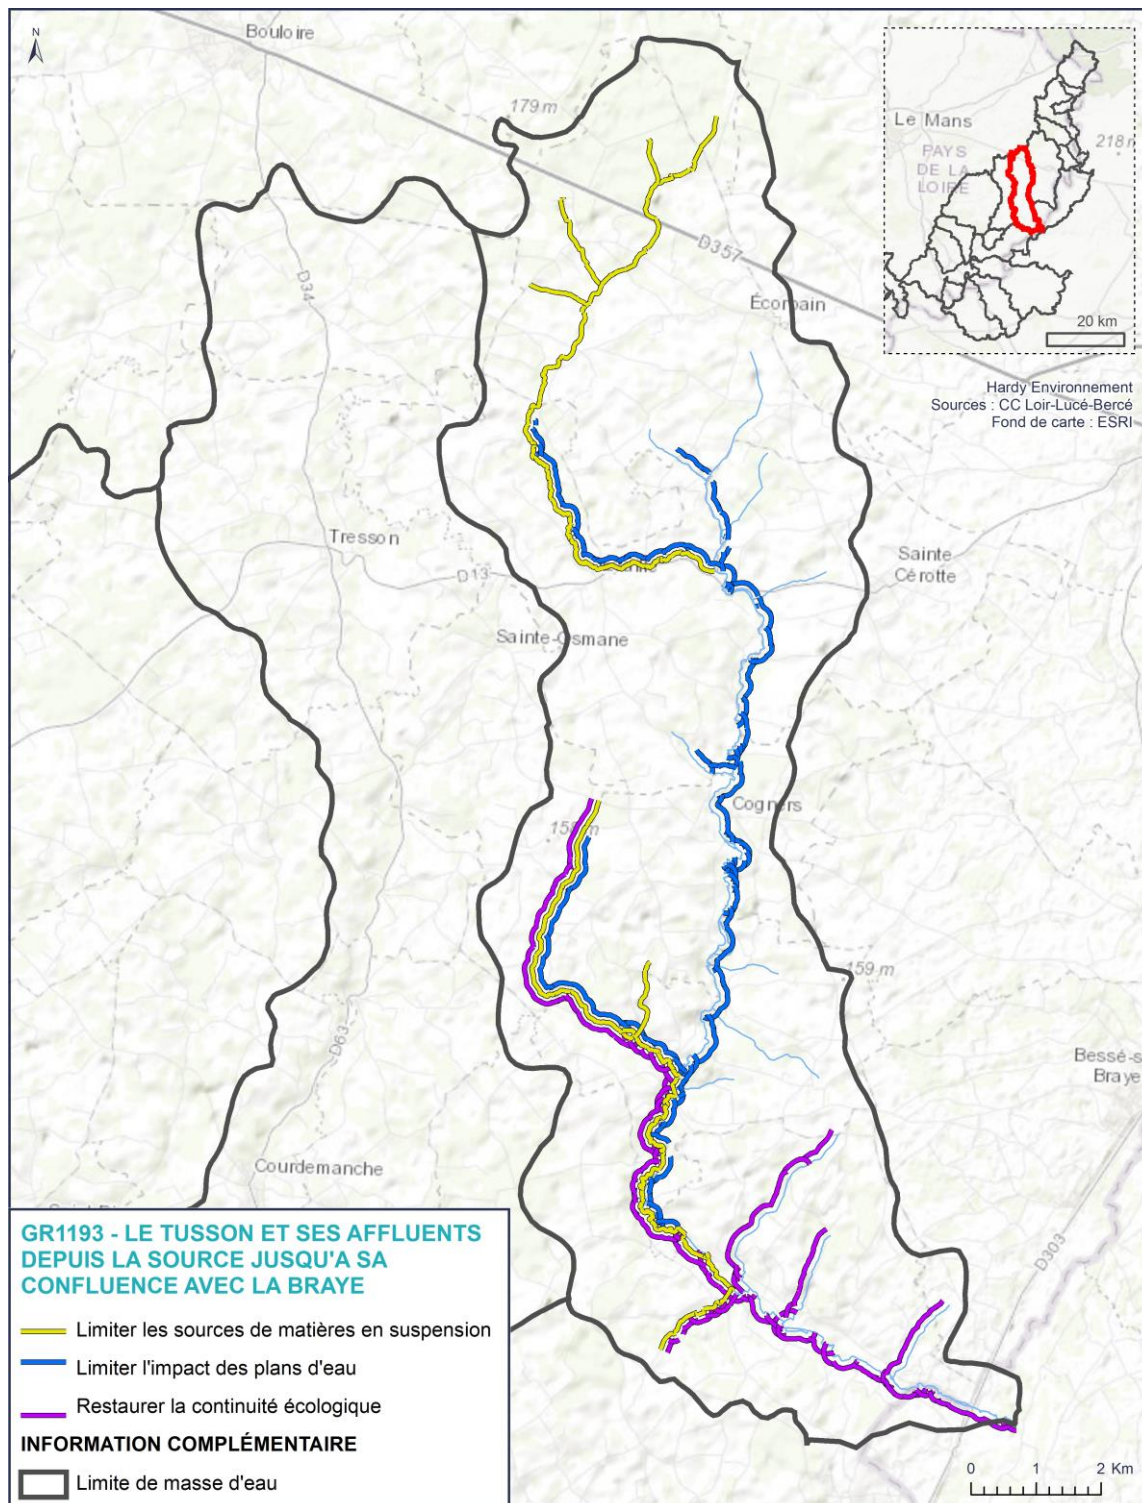 N
Bouloire
179 m
Le Mans
218 m
PAYS
DE LA
LOIRE
20 km
D357
D34
Écorpain
Hardy Environnement
Sources : CC Loir-Lucé-Bercé
Fond de carte : ESRI
Tresson
D13
Sainte
Cérotte
Sainte-Osmane
Cogners
158 m
159 m
D63
Bessé-s
Braye
Courdemanche
D303
GR1193 - LE TUSSON ET SES AFFLUENTS
DEPUIS LA SOURCE JUSQU'A SA
CONFLUENCE AVEC LA BRAYE
Limiter les sources de matières en suspension
Limiter l'impact des plans d'eau
Restaurer la continuité écologique
INFORMATION COMPLÉMENTAIRE
Limite de masse d'eau
0 1 2 Km